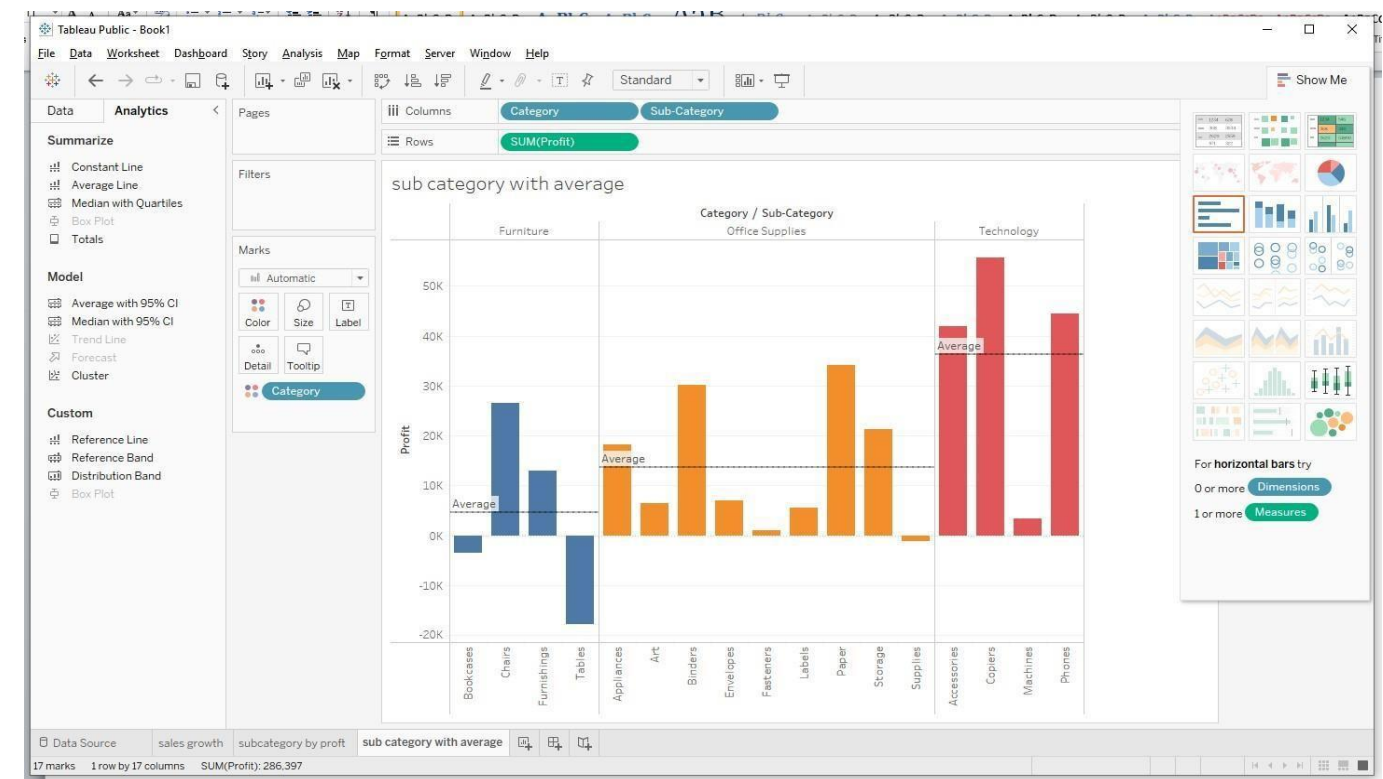 Tableau Public - Book1
File Data Worksheet Dashboard Story Analysis Map Format Server Window Help
Standard
Show Me
Data Analytics
Pages
Columns Category Sub-Category
Rows SUM(Profit)
Summarize
Constant Line
Average Line
Median with Quartiles
Box Plot
Totals
Model
Average with 95% CI
Median with 95% CI
Trend Line
Forecast
Cluster
Custom
Reference Line
Reference Band
Distribution Band
Box Plot
Filters
Marks
Automatic
Color Size Label
Detail Tooltip
Category
sub category with average
Category / Sub-Category
Furniture Office Supplies Technology
Profit
50K
40K
30K
20K
10K
0K
-10K
-20K
Average
Average
Average
Bookcases
Chairs
Furnishings
Tables
Appliances
Art
Binders
Envelopes
Fasteners
Labels
Paper
Storage
Supplies
Accessories
Copiers
Machines
Phones
For horizontal bars try
0 or more Dimensions
1 or more Measures
Data Source sales growth subcategory by proft sub category with average
17 marks 1 row by 17 columns SUM(Profit): 286,397